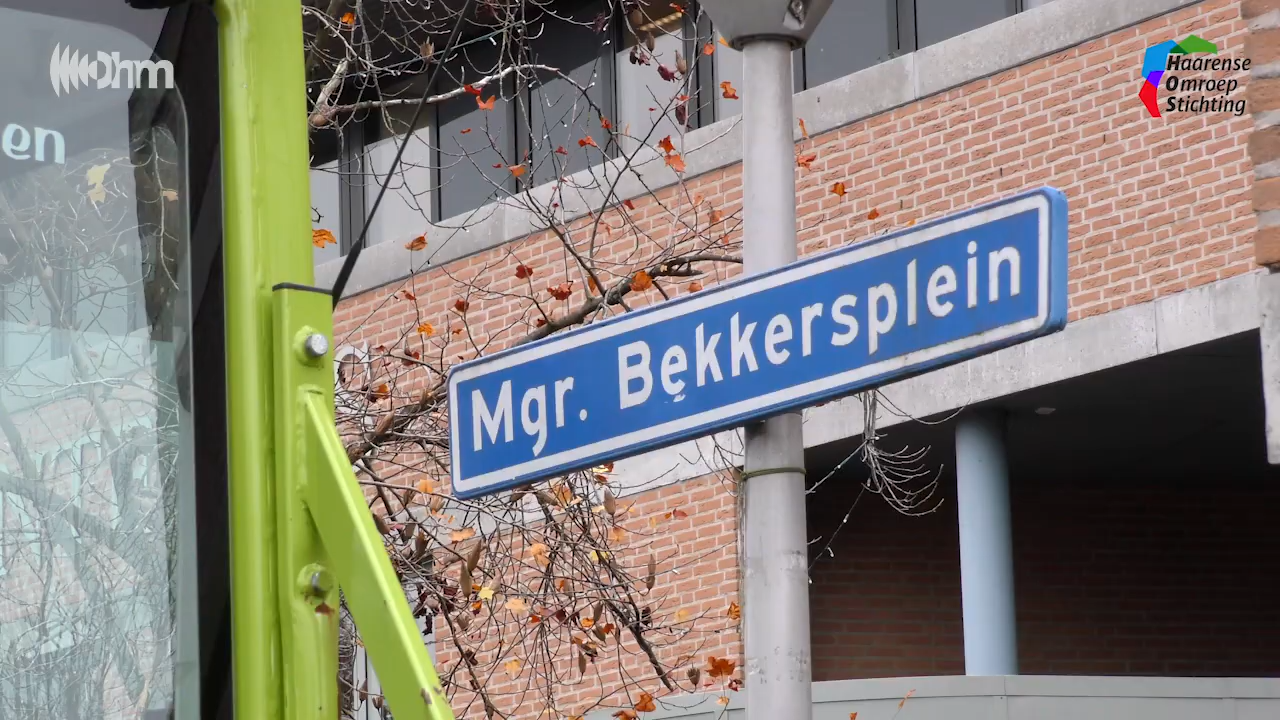 Ohm
Haarense
Omroep
Stichting
en
Mgr. Bekkersplein